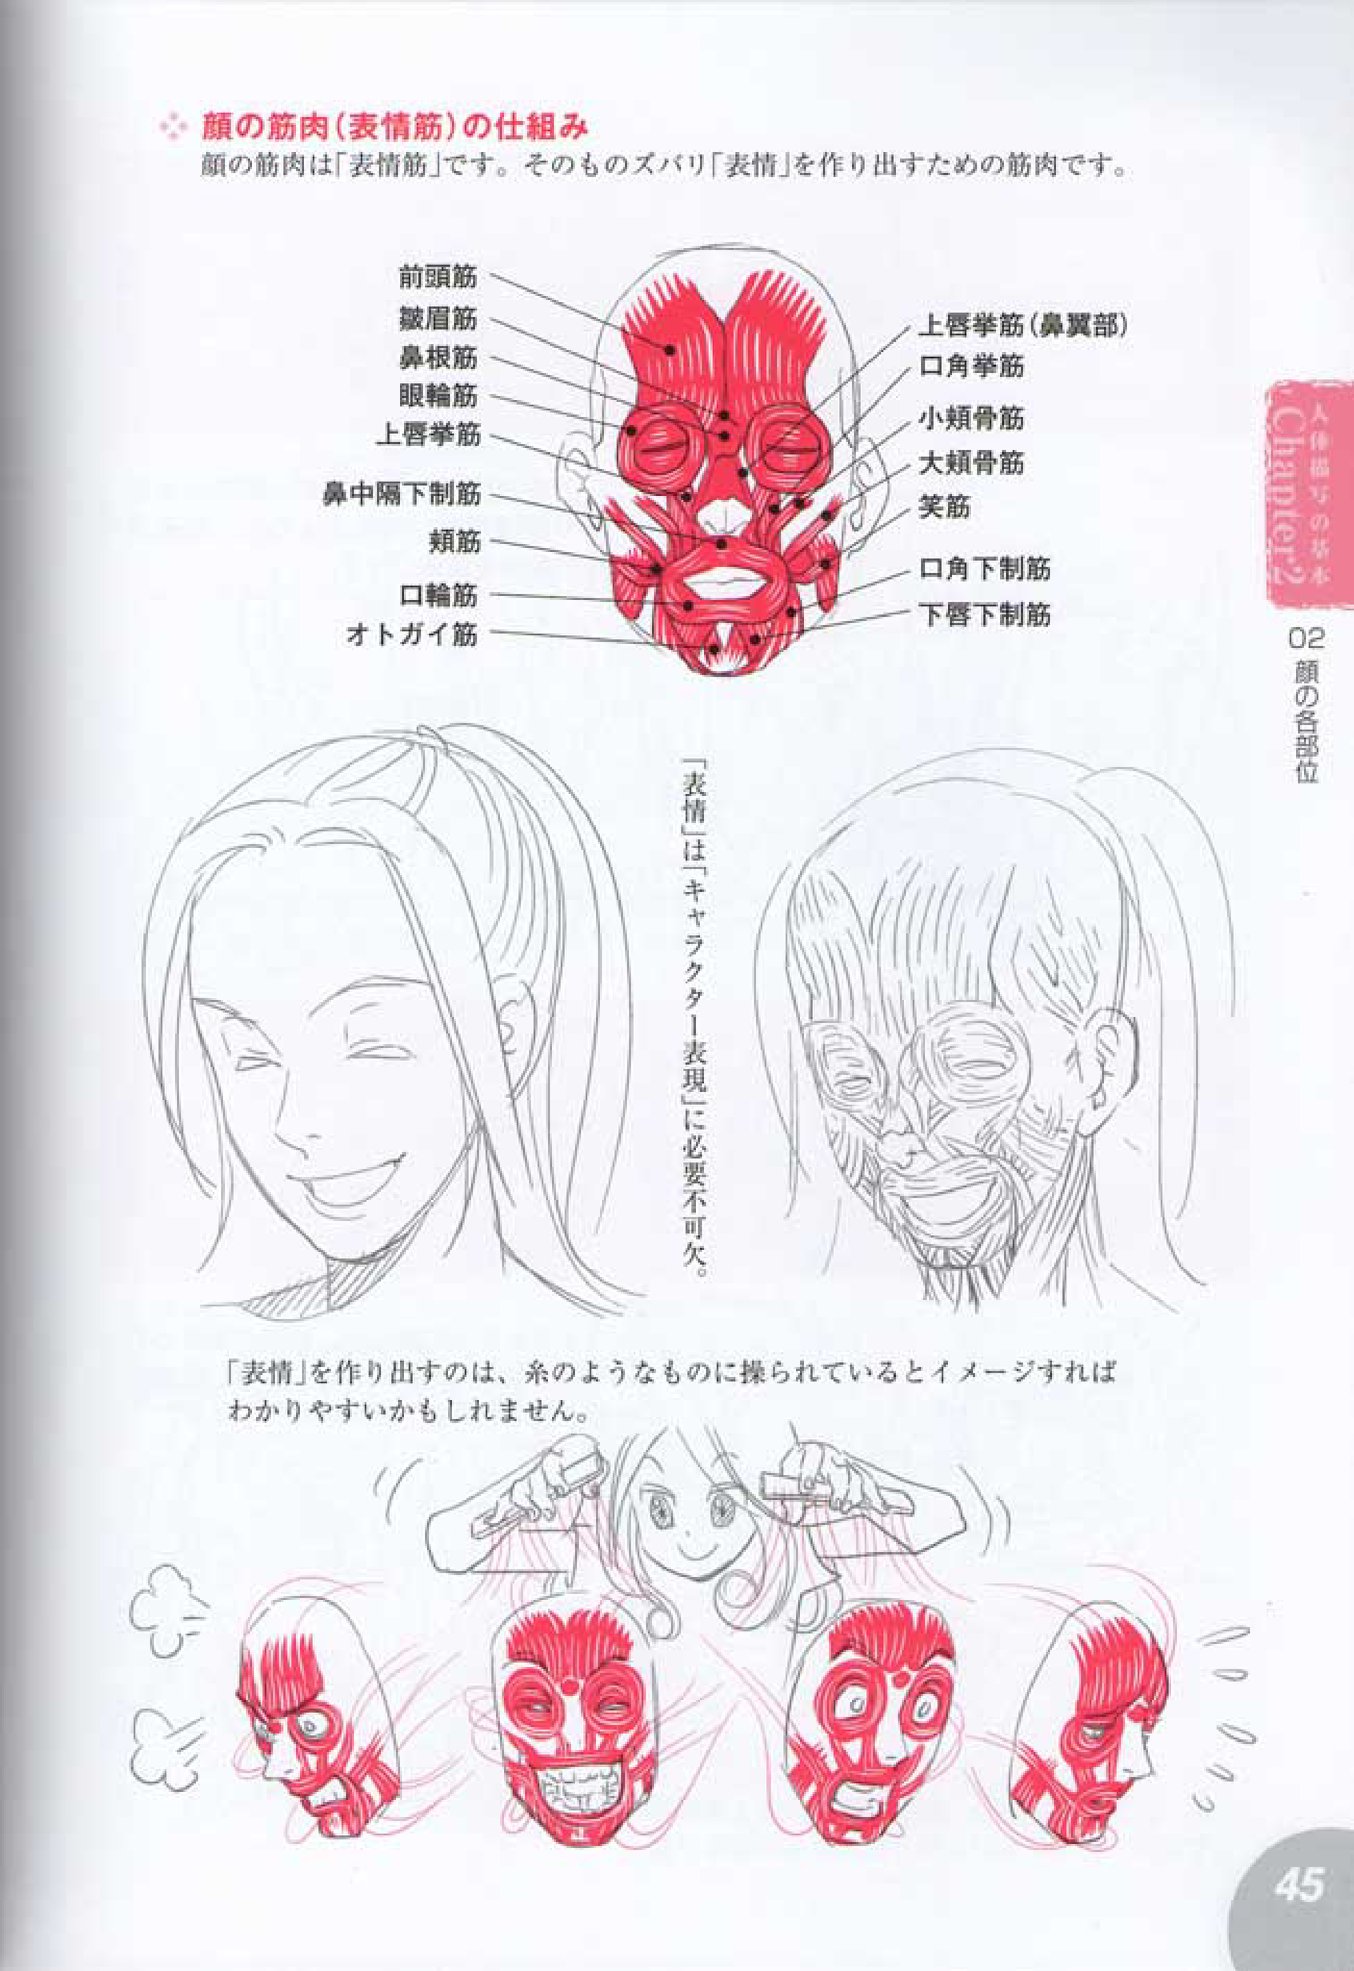 顔の筋肉(表情筋)の仕組み
顔の筋肉は「表情筋」です。そのものズバリ「表情」を作り出すための筋肉です。
前頭筋
皺眉筋
鼻根筋
眼輪筋
上唇挙筋
鼻中隔下制筋
頬筋
口輪筋
オトガイ筋
上唇挙筋(鼻翼部)
口角挙筋
小頬骨筋
大頬骨筋
笑筋
口角下制筋
下唇下制筋
人体描写の基本
Chapter.2
02 顔の各部位
「表情」は「キャラクター表現」に必要不可欠。
「表情」を作り出すのは、糸のようなものに操られているとイメージすれば
わかりやすいかもしれません。
45